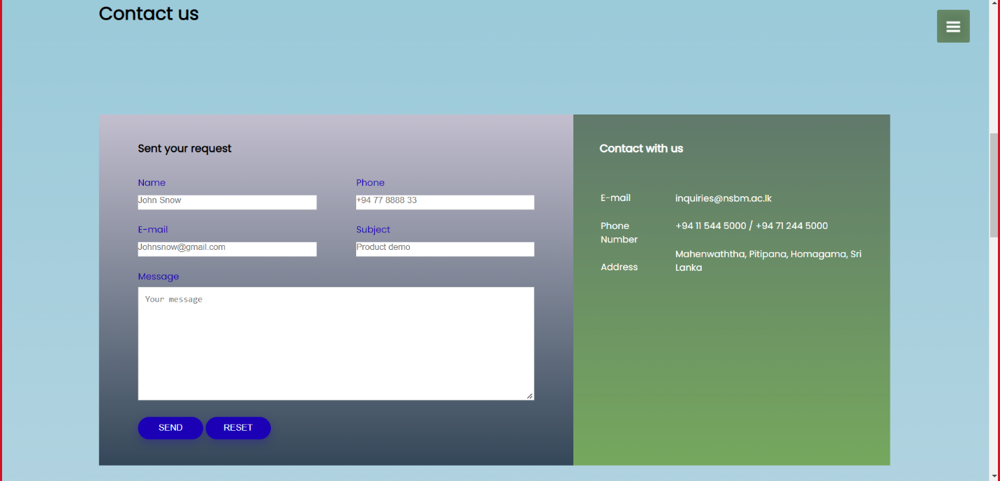 Contact us
Sent your request
Name
John Snow
Phone
+94 77 8888 33
E-mail
Johnsnow@gmail.com
Subject
Product demo
Message
Your message
SEND
RESET
Contact with us
E-mail
inquiries@nsbm.ac.lk
Phone
Number
+94 11 544 5000 / +94 71 244 5000
Address
Mahenwaththa, Pitipana, Homagama, Sri
Lanka